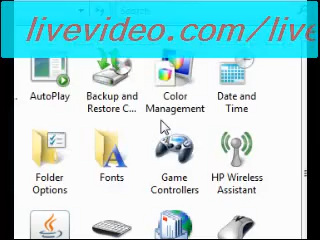 livevideo.com/live
Search
AutoPlay
Backup and Restore C...
Color Management
Date and Time
Folder Options
Fonts
Game Controllers
HP Wireless Assistant